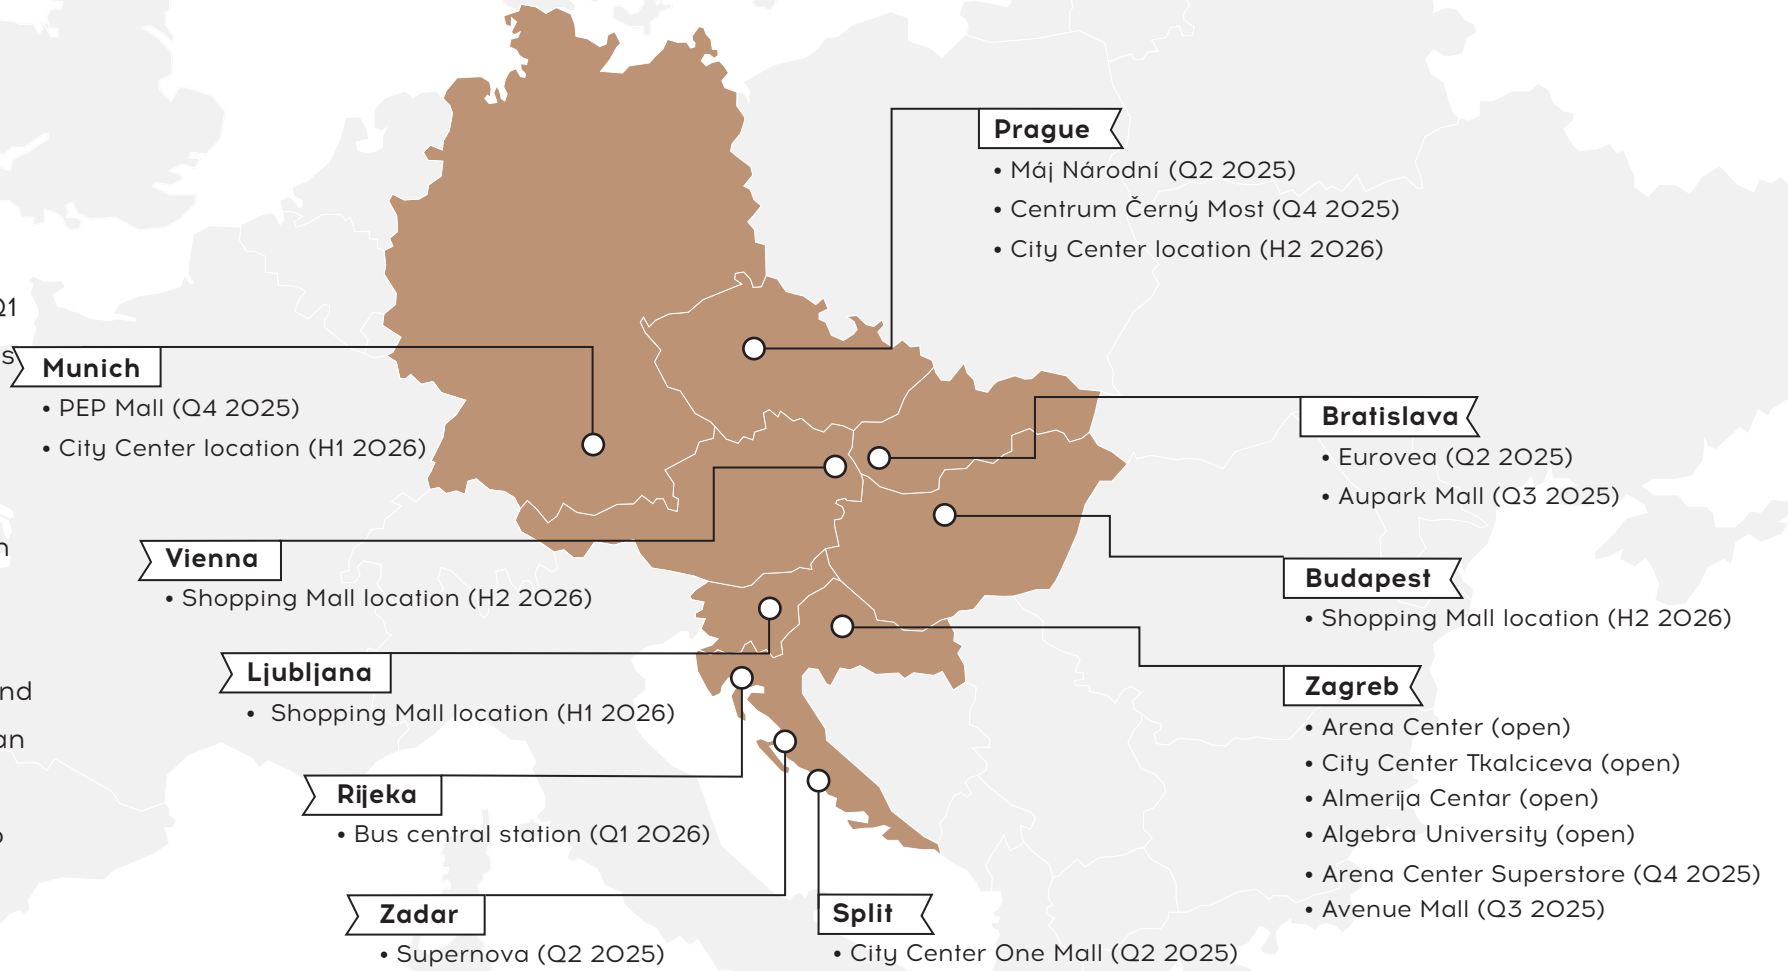 Q1
s
n
nd
an
Prague
• Máj Národní (Q2 2025)
• Centrum Černý Most (Q4 2025)
• City Center location (H2 2026)
Munich
• PEP Mall (Q4 2025)
• City Center location (H1 2026)
Bratislava
• Eurovea (Q2 2025)
• Aupark Mall (Q3 2025)
Vienna
• Shopping Mall location (H2 2026)
Budapest
• Shopping Mall location (H2 2026)
Ljubljana
• Shopping Mall location (H1 2026)
Zagreb
• Arena Center (open)
• City Center Tkalciceva (open)
• Almerija Centar (open)
• Algebra University (open)
• Arena Center Superstore (Q4 2025)
• Avenue Mall (Q3 2025)
Rijeka
• Bus central station (Q1 2026)
Zadar
• Supernova (Q2 2025)
Split
• City Center One Mall (Q2 2025)